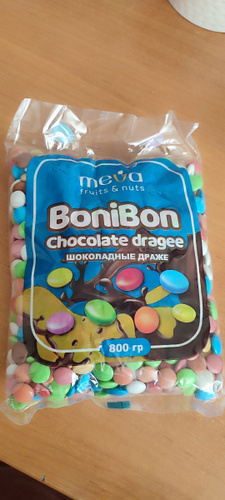 meva
fruits & nuts
BoniBon
Chocolate dragee
ШОКОЛАДНЫЕ ДРАЖЕ
800 гр